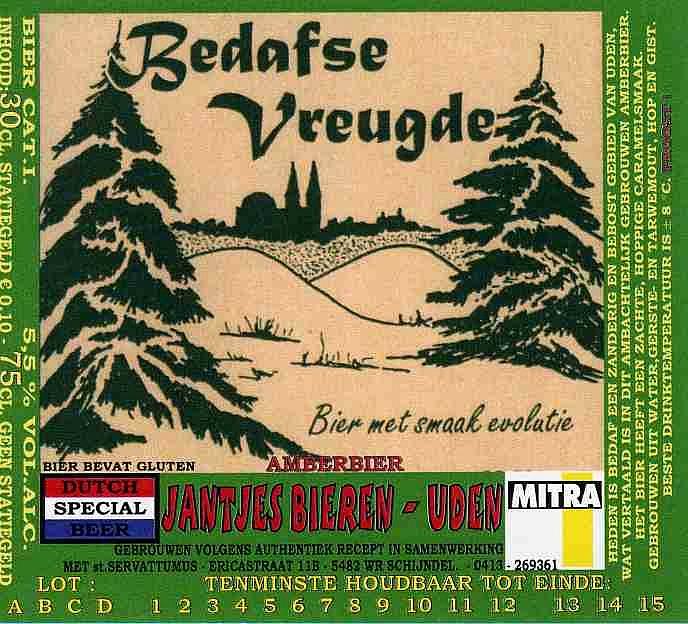 Bedafse
Vreugde
Bier met smaak evolutie
BIER CAT.I. 5,5% VOL.ALC.
INHOUD:30CL. STATIEGELD € 0,10 - 75CL. GEEN STATIEGELD
BIER BEVAT GLUTEN
AMBERBIER
DUTCH
SPECIAL
BEER
JANTJES BIEREN - UDEN
MITRA
GEBROUWEN VOLGENS AUTHENTIEK RECEPT IN SAMENWERKING
MET st.SERVATTUMUS - ERICASTRAAT 11B - 5482 WR SCHIJNDEL. - 0413 - 269361
LOT : TENMINSTE HOUDBAAR TOT EINDE:
A B C D 1 2 3 4 5 6 7 8 9 10 11 12 13 14 15
HEDEN IS BEDAF EEN ZANDERIG EN BEBOST GEBIED VAN UDEN,
WAT VERTAALD IS IN DIT AMBACHTELIJK GEBROUWEN AMBERBIER.
HET BIER HEEFT EEN ZACHTE, HOPPIGE CARAMELSMAAK.
GEBROUWEN UIT WATER,GERSTE- EN TARWEMOUT, HOP EN GIST.
BESTE DRINKTEMPERATUUR IS ± 8 °C.